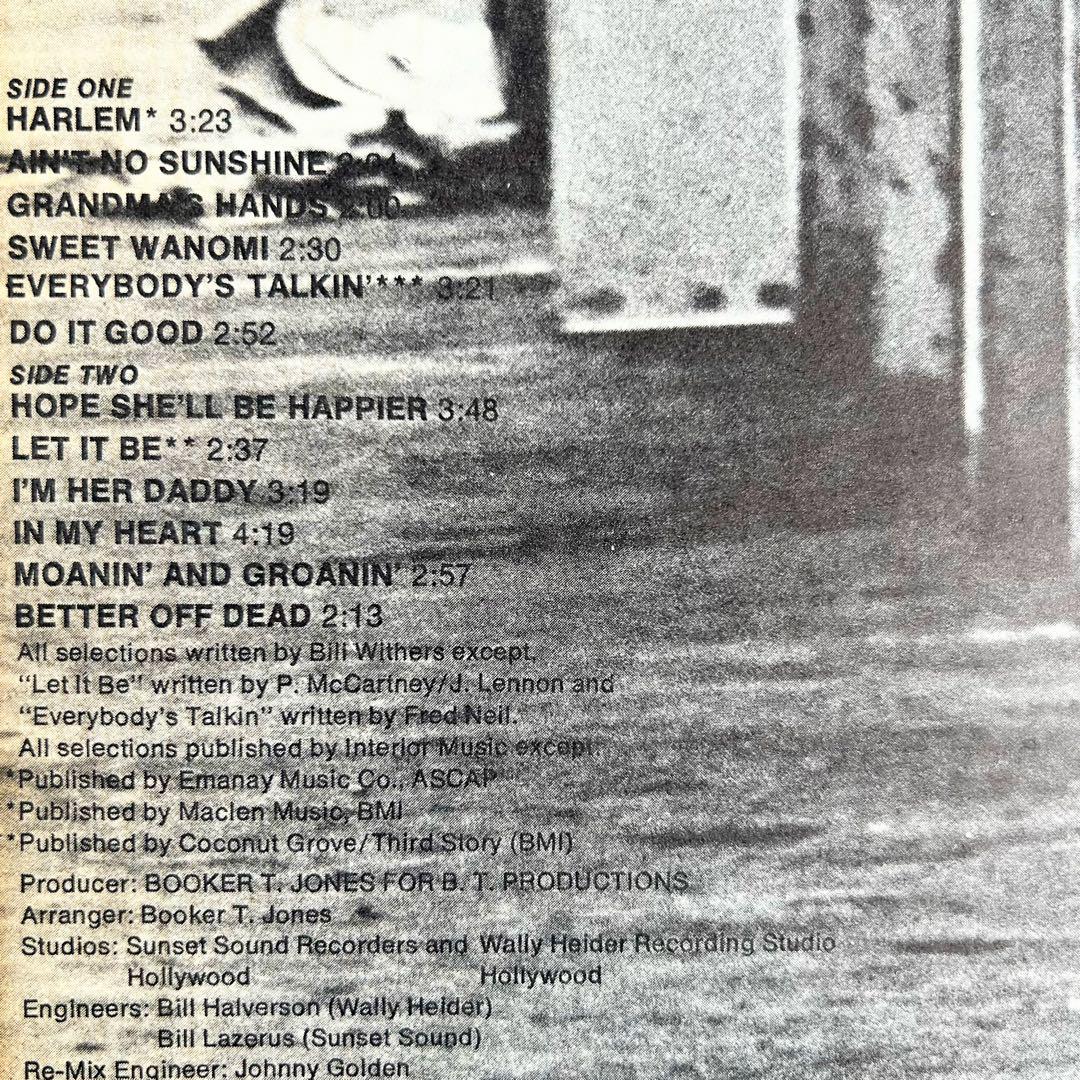 SIDE ONE
HARLEM* 3:23
AIN'T NO SUNSHINE 2:04
GRANDMA'S HANDS 2:00
SWEET WANOMI 2:30
EVERYBODY'S TALKIN'*** 3:21
DO IT GOOD 2:52
SIDE TWO
HOPE SHE'LL BE HAPPIER 3:48
LET IT BE** 2:37
I'M HER DADDY 3:19
IN MY HEART 4:19
MOANIN' AND GROANIN' 2:57
BETTER OFF DEAD 2:13
All selections written by Bill Withers except,
"Let It Be" written by P. McCartney/J. Lennon and
"Everybody's Talkin" written by Fred Neil.
All selections published by Interior Music except:
*Published by Emanay Music Co., ASCAP
*Published by Maclen Music, BMI
*Published by Coconut Grove/Third Story (BMI)
Producer: BOOKER T. JONES FOR B. T. PRODUCTIONS
Arranger: Booker T. Jones
Studios: Sunset Sound Recorders and Wally Heider Recording Studio
Hollywood Hollywood
Engineers: Bill Halverson (Wally Heider)
Bill Lazerus (Sunset Sound)
Re-Mix Engineer: Johnny Golden